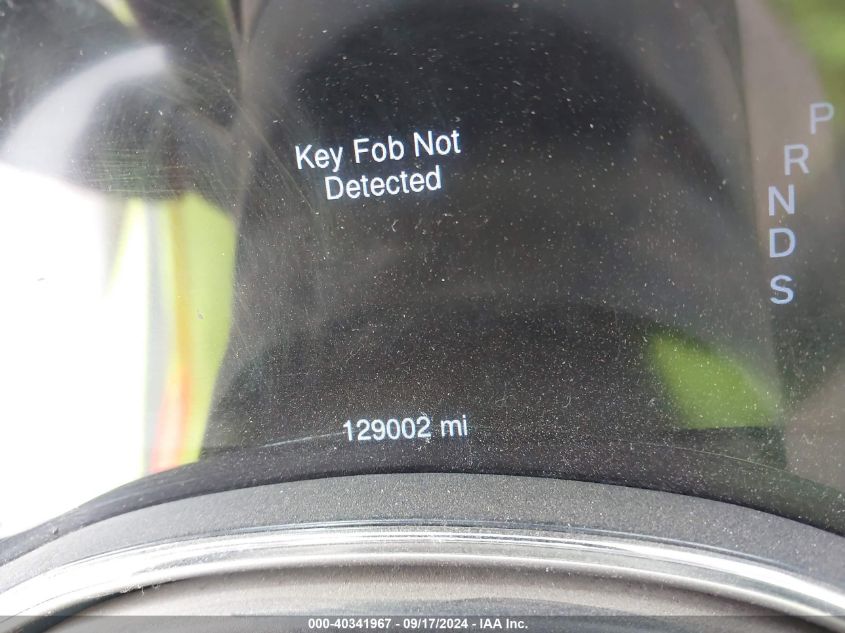 Key Fob Not
Detected
P
R
N
D
S
129002 mi
000-40341967 - 09/17/2024 - IAA Inc.